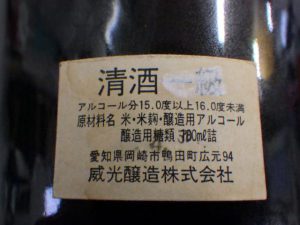 清酒 一級
アルコール分15.0度以上16.0度未満
原材料名 米・米麹・醸造用アルコール
醸造用糖類 720ml詰
愛知県岡崎市鴨田町広元94
威光醸造株式会社